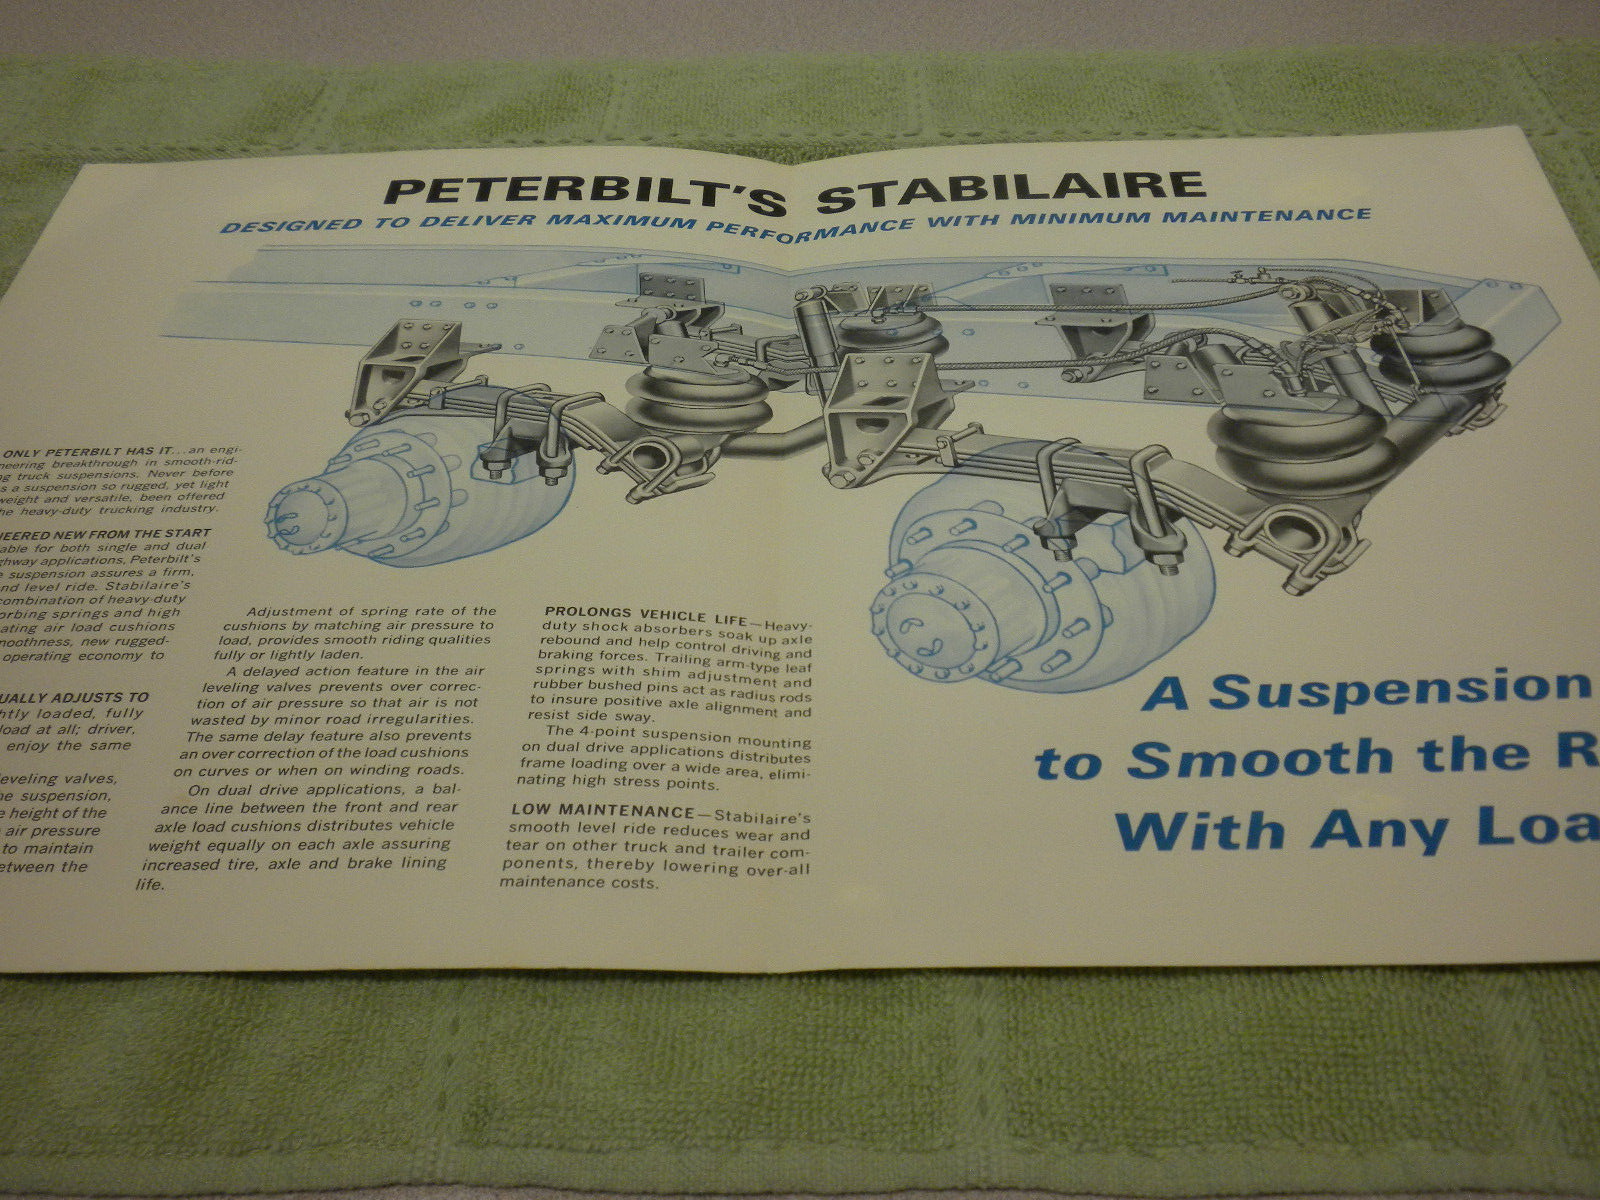 PETERBILT'S STABILAIRE
DESIGNED TO DELIVER MAXIMUM PERFORMANCE WITH MINIMUM MAINTENANCE
ONLY PETERBILT HAS IT...an engi-
neering breakthrough in smooth-rid-
truck suspensions. Never before
a suspension so rugged, yet light
weight and versatile, been offered
the heavy-duty trucking industry.
NEW FROM THE START
for both single and dual
applications, Peterbilt's
suspension assures a firm,
and level ride. Stabilaire's
combination of heavy-duty
springs and high
air load cushions
new rugged-
operating economy to
ADJUSTS TO
loaded, fully
load at all; driver,
enjoy the same
leveling valves,
suspension,
height of the
air pressure
to maintain
between the
Adjustment of spring rate of the
cushions by matching air pressure to
load, provides smooth riding qualities
fully or lightly laden.
A delayed action feature in the air
leveling valves prevents over correc-
tion of air pressure so that air is not
wasted by minor road irregularities.
The same delay feature also prevents
an over correction of the load cushions
on curves or when on winding roads.
On dual drive applications, a bal-
ance line between the front and rear
axle load cushions distributes vehicle
weight equally on each axle assuring
increased tire, axle and brake lining
life.
PROLONGS VEHICLE LIFE—Heavy-
duty shock absorbers soak up axle
rebound and help control driving and
braking forces. Trailing arm-type leaf
springs with shim adjustment and
rubber bushed pins act as radius rods
to insure positive axle alignment and
resist side sway.
The 4-point suspension mounting
on dual drive applications distributes
frame loading over a wide area, elimi-
nating high stress points.
LOW MAINTENANCE—Stabilaire's
smooth level ride reduces wear and
tear on other truck and trailer com-
ponents, thereby lowering over-all
maintenance costs.
A Suspension
to Smooth the R
With Any Loa